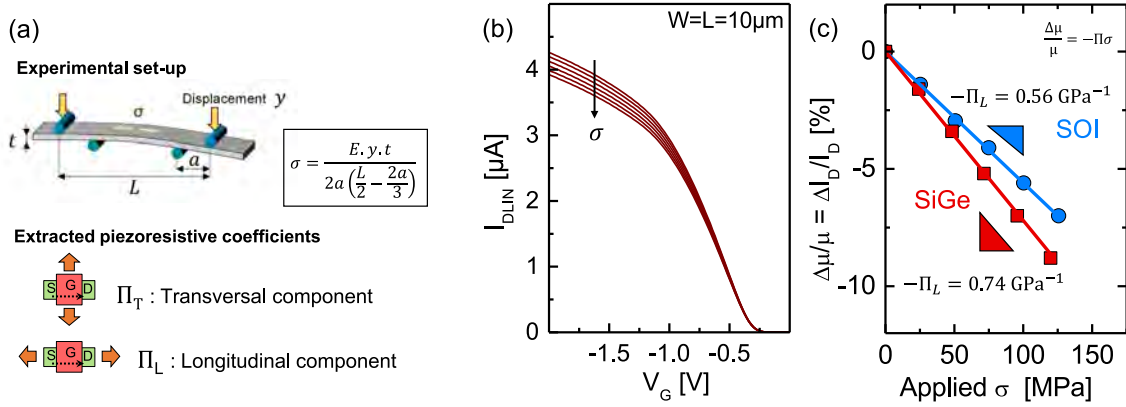 (a)
Experimental set-up
Displacement y
σ
t
a
L
σ = E.y.t / 2a(L/2 − 2a/3)
Extracted piezoresistive coefficients
S G D
Π_T : Transversal component
S G D
Π_L : Longitudinal component
(b)
W=L=10µm
I_DLIN [µA]
4
3
2
1
0
σ
-1.5 -1.0 -0.5
V_G [V]
(c)
Δµ/µ = −Πσ
Δµ/µ = ΔI_D/I_D [%]
0
-5
-10
−Π_L = 0.56 GPa⁻¹
SOI
SiGe
−Π_L = 0.74 GPa⁻¹
0 50 100 150
Applied σ [MPa]